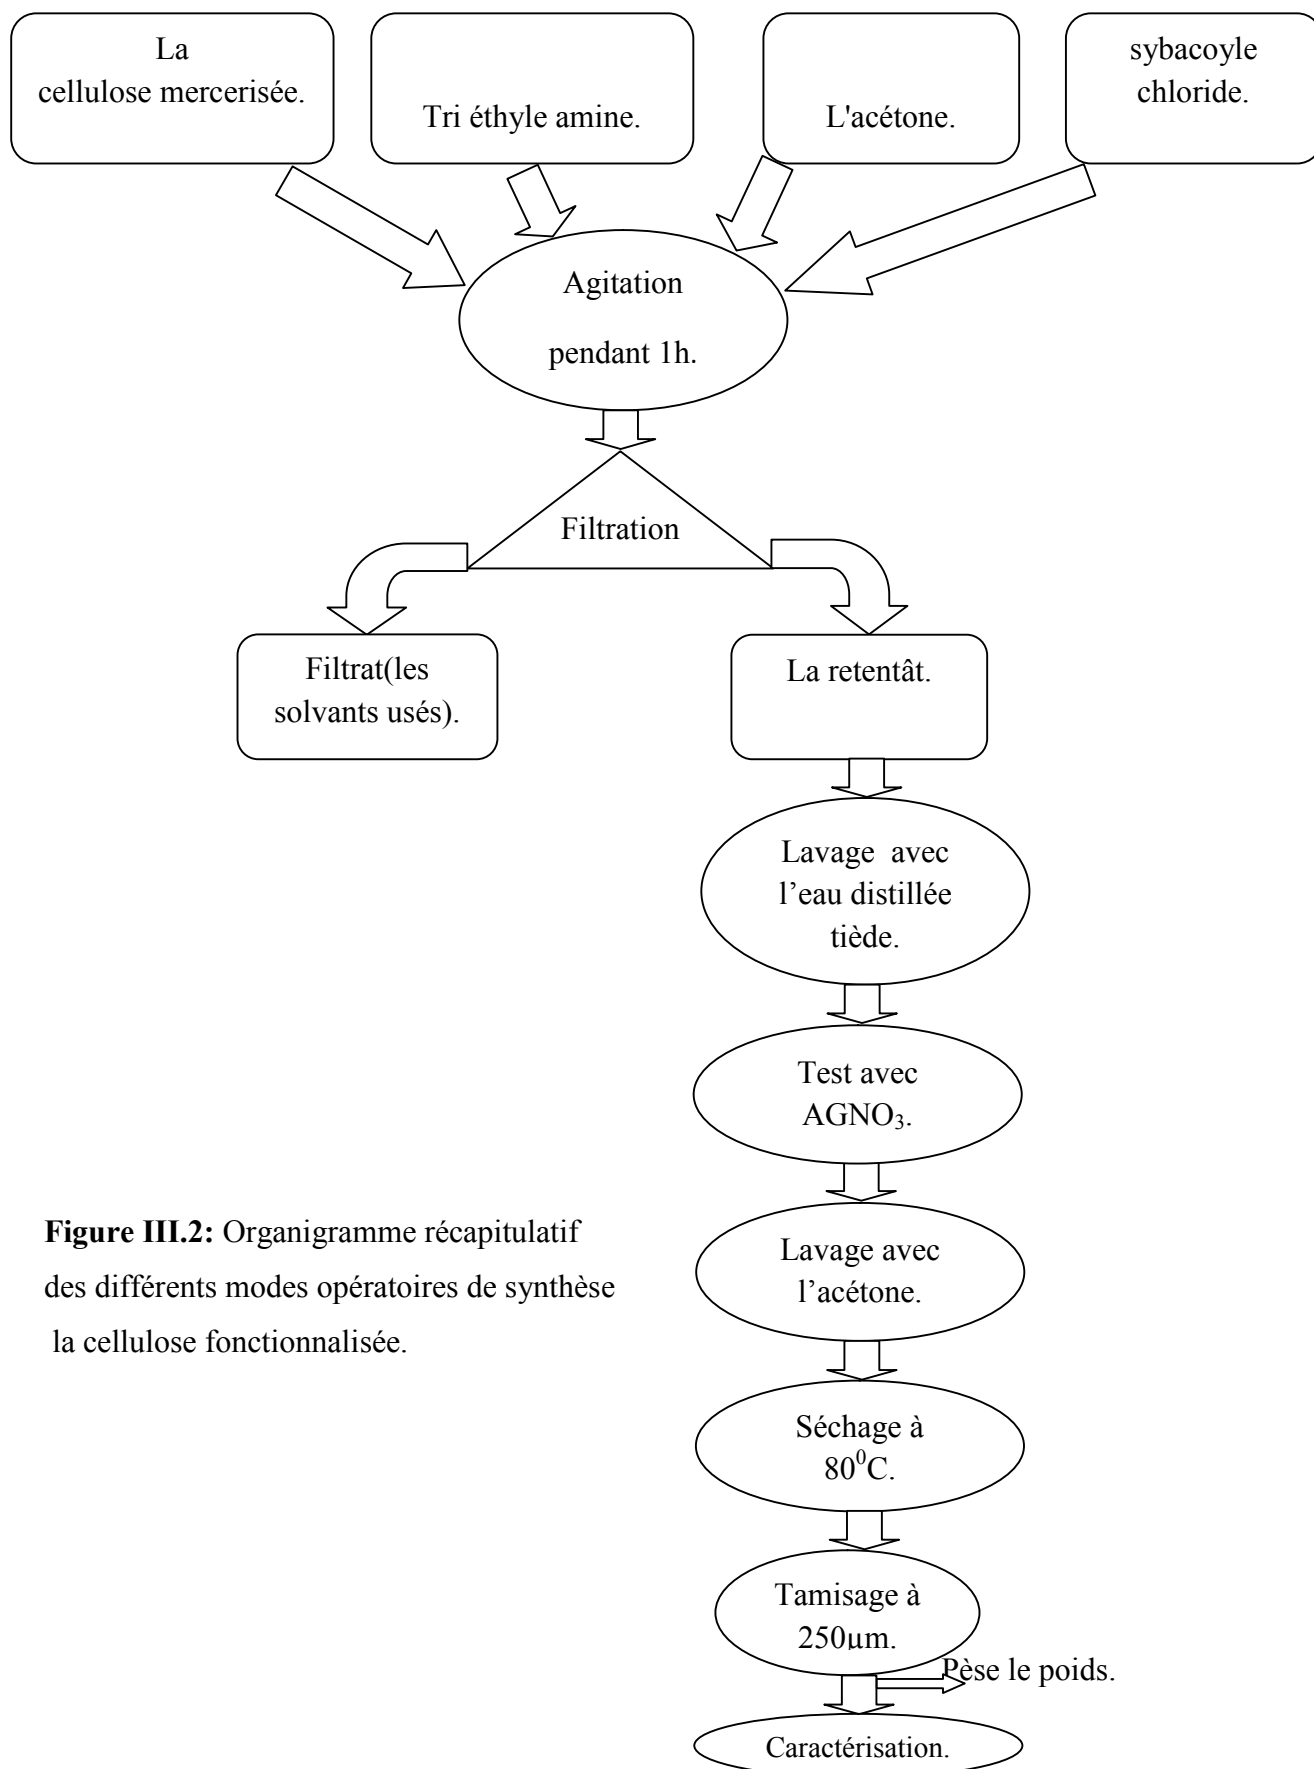 La
cellulose mercerisée.
Tri éthyle amine.
L'acétone.
sybacoyle
chloride.
Agitation
pendant 1h.
Filtration
Filtrat(les
solvants usés).
La retentât.
Lavage avec
l’eau distillée
tiède.
Test avec
AGNO₃.
Lavage avec
l’acétone.
Séchage à
80⁰C.
Tamisage à
250µm.
Pèse le poids.
Caractérisation.
Figure III.2: Organigramme récapitulatif
des différents modes opératoires de synthèse
la cellulose fonctionnalisée.